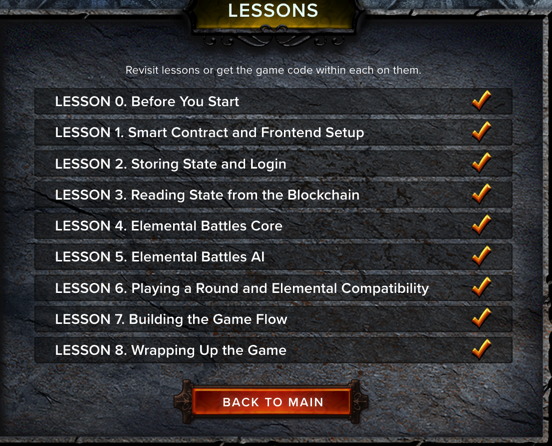 LESSONS
Revisit lessons or get the game code within each on them.
LESSON 0. Before You Start
LESSON 1. Smart Contract and Frontend Setup
LESSON 2. Storing State and Login
LESSON 3. Reading State from the Blockchain
LESSON 4. Elemental Battles Core
LESSON 5. Elemental Battles AI
LESSON 6. Playing a Round and Elemental Compatibility
LESSON 7. Building the Game Flow
LESSON 8. Wrapping Up the Game
BACK TO MAIN